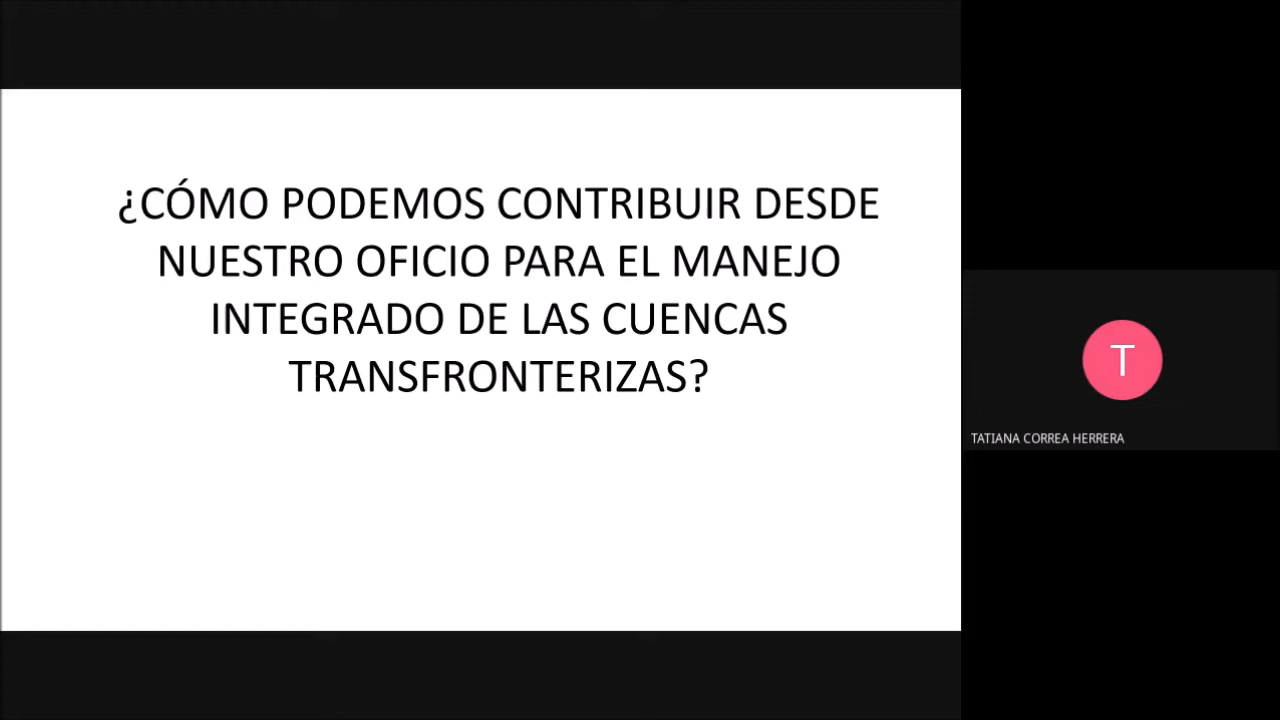 ¿CÓMO PODEMOS CONTRIBUIR DESDE
NUESTRO OFICIO PARA EL MANEJO
INTEGRADO DE LAS CUENCAS
TRANSFRONTERIZAS?
T
TATIANA CORREA HERRERA